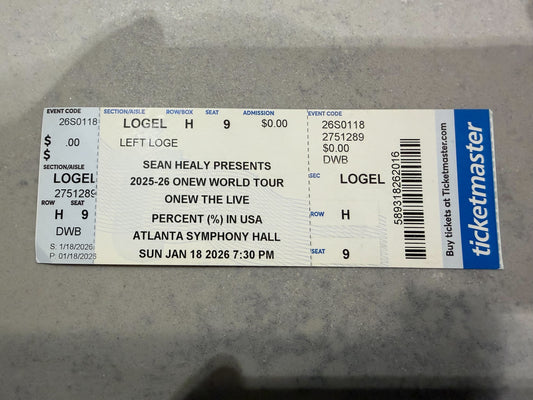 EVENT CODE
26S0118
$ .00
$
SECTION/AISLE
LOGEL
2751289
ROW SEAT
H 9
DWB
S: 1/18/2026
P: 01/18/2026
SECTION/AISLE ROW/BOX SEAT ADMISSION
LOGEL H 9 $0.00
LEFT LOGE
SEAN HEALY PRESENTS
2025-26 ONEW WORLD TOUR
ONEW THE LIVE
PERCENT (%) IN USA
ATLANTA SYMPHONY HALL
SUN JAN 18 2026 7:30 PM
EVENT CODE
26S0118
2751289
$0.00
DWB
SEC LOGEL
ROW H
SEAT 9
589318262016
Buy tickets at Ticketmaster.com
ticketmaster